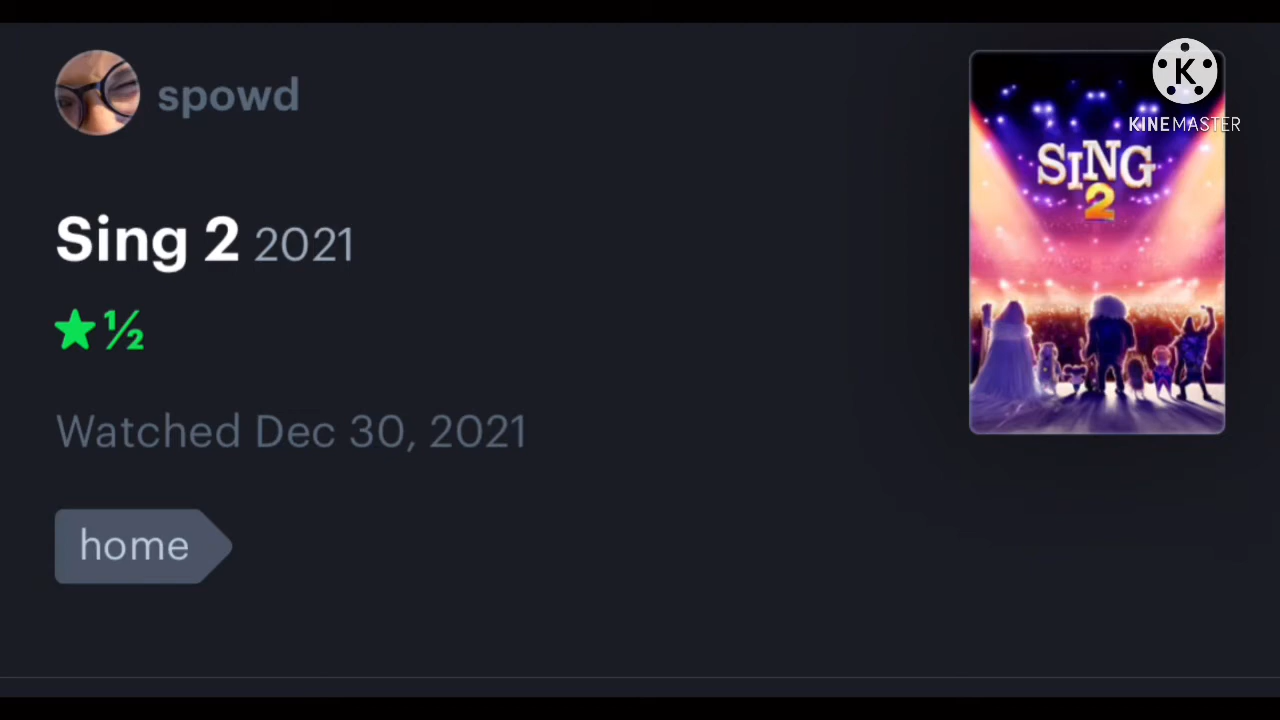 spowd
K
KINEMASTER
SING
2
Sing 2 2021
★½
Watched Dec 30, 2021
home